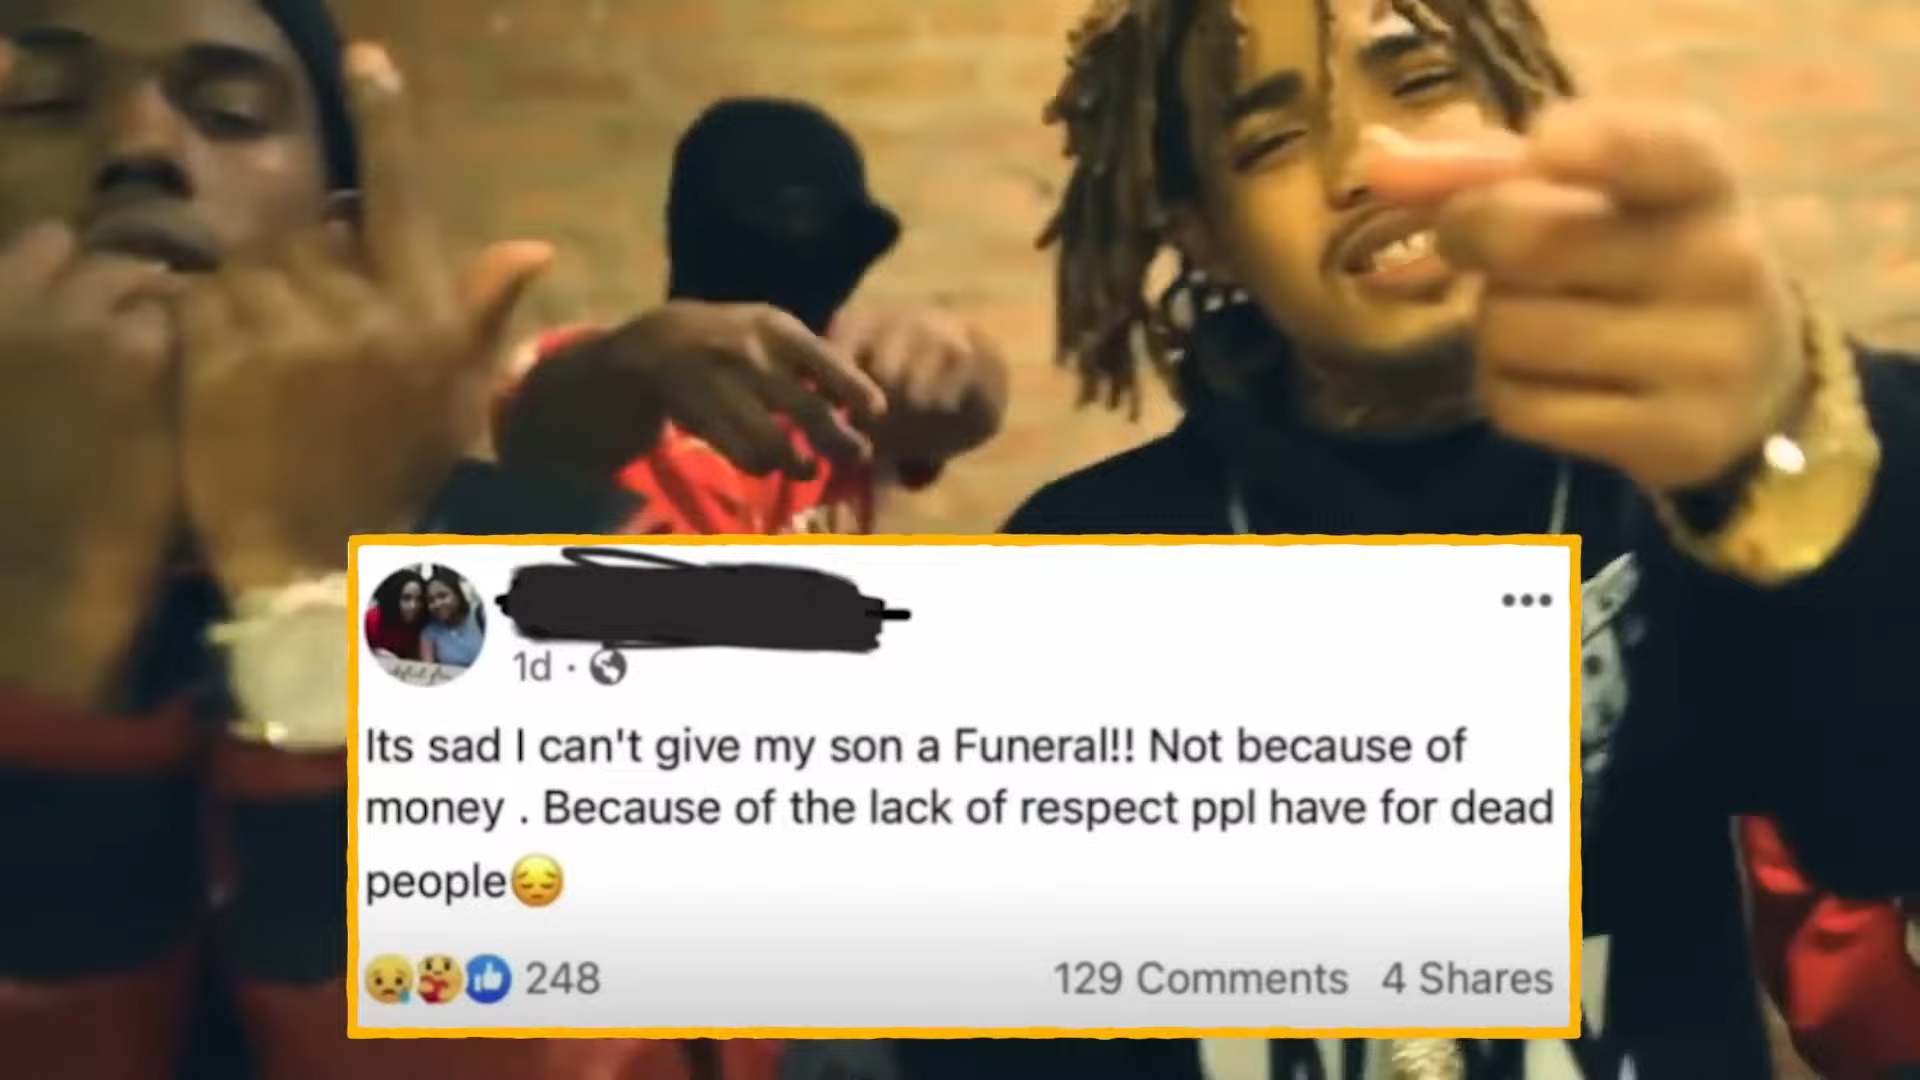 1d ·
Its sad I can't give my son a Funeral!! Not because of
money . Because of the lack of respect ppl have for dead
people😔
248 129 Comments 4 Shares